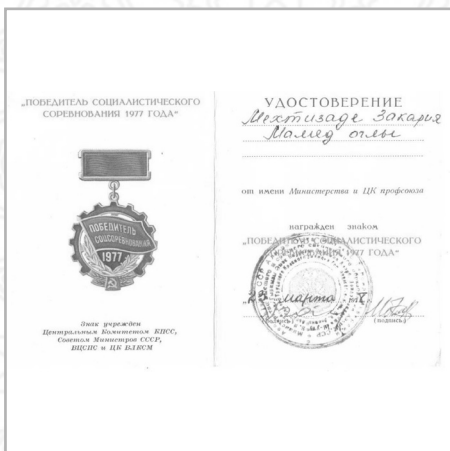 „ПОБЕДИТЕЛЬ СОЦИАЛИСТИЧЕСКОГО
СОРЕВНОВАНИЯ 1977 ГОДА“
ПОБЕДИТЕЛЬ
СОЦСОРЕВНОВАНИЯ
1977
Знак учрежден
Центральным Комитетом КПСС,
Советом Министров СССР,
ВЦСПС и ЦК ВЛКСМ
УДОСТОВЕРЕНИЕ
Мехтизаде Закария
Мамед оглы
от имени Министерства и ЦК профсоюза
награжден знаком
„ПОБЕДИТЕЛЬ СОЦИАЛИСТИЧЕСКОГО
СОРЕВНОВАНИЯ 1977 ГОДА“
марта
(подпись)